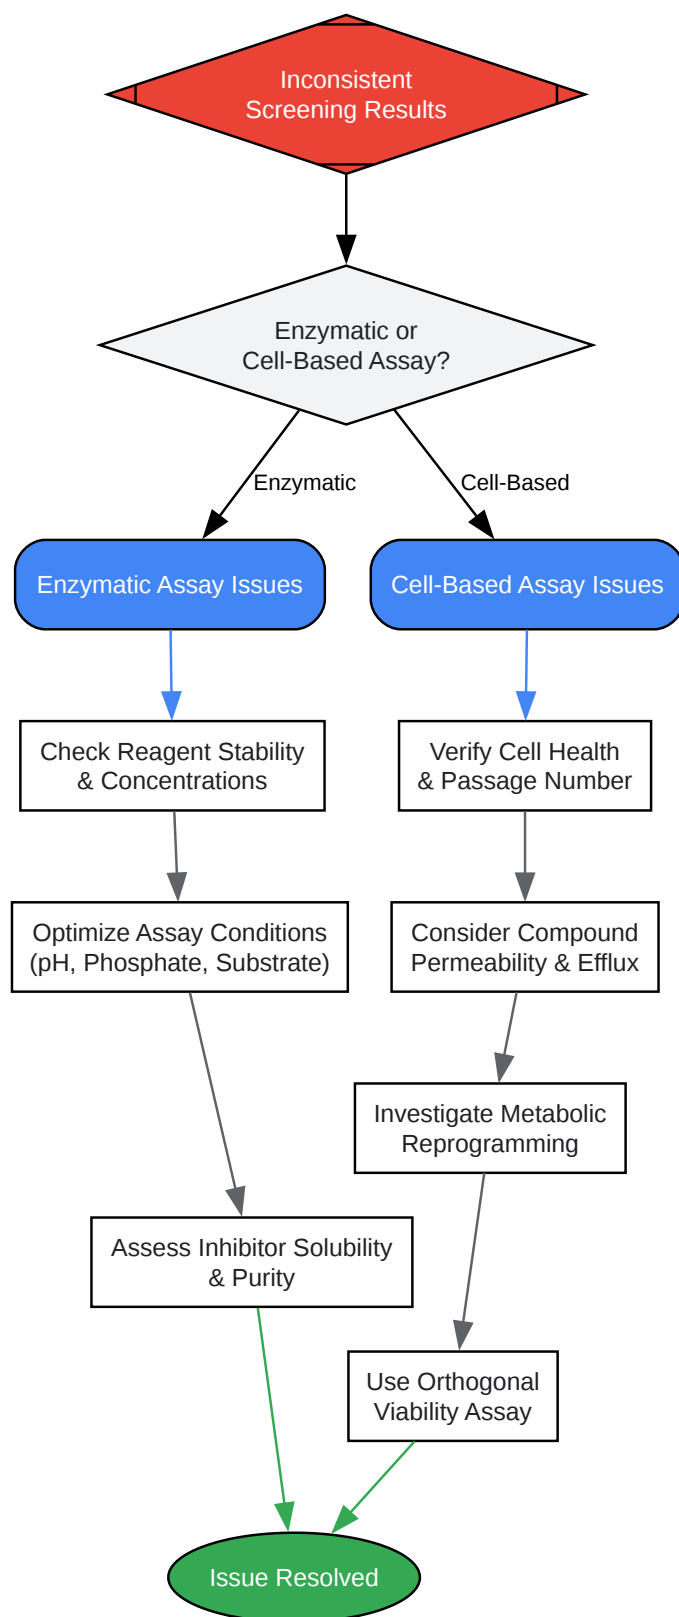 Inconsistent
Screening Results
Enzymatic or
Cell-Based Assay?
Enzymatic
Cell-Based
Enzymatic Assay Issues
Cell-Based Assay Issues
Check Reagent Stability
& Concentrations
Verify Cell Health
& Passage Number
Optimize Assay Conditions
(pH, Phosphate, Substrate)
Consider Compound
Permeability & Efflux
Investigate Metabolic
Reprogramming
Assess Inhibitor Solubility
& Purity
Use Orthogonal
Viability Assay
Issue Resolved